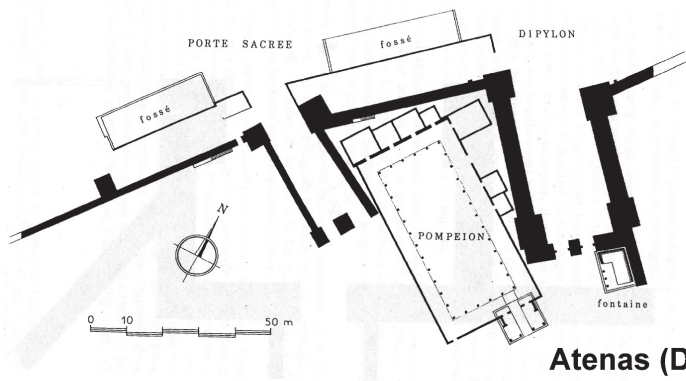 PORTE SACREE
fossé
DIPYLON
fossé
N
POMPEION
0 10 50 m
fontaine
Atenas (D